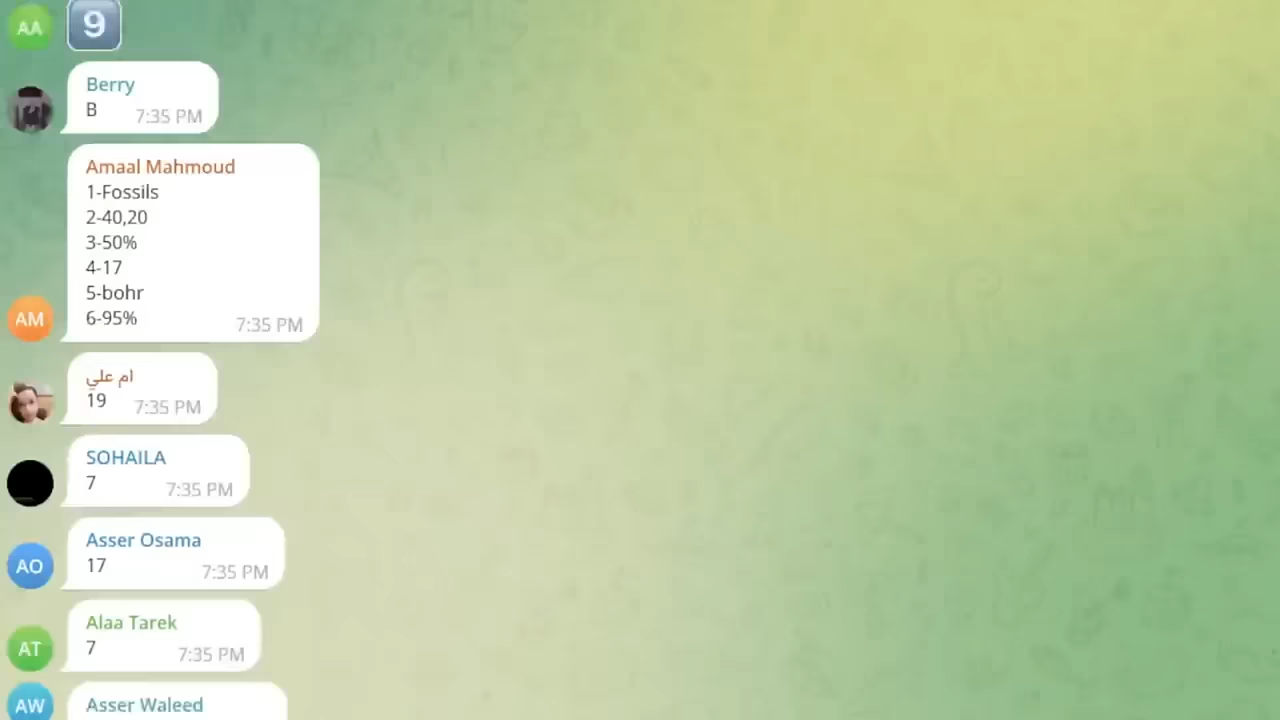 AA
9
Berry
B
7:35 PM
Amaal Mahmoud
1-Fossils
2-40,20
3-50%
4-17
5-bohr
6-95%
7:35 PM
AM
ام علي
19
7:35 PM
SOHAILA
7
7:35 PM
Asser Osama
17
7:35 PM
AO
Alaa Tarek
7
7:35 PM
AT
Asser Waleed
AW